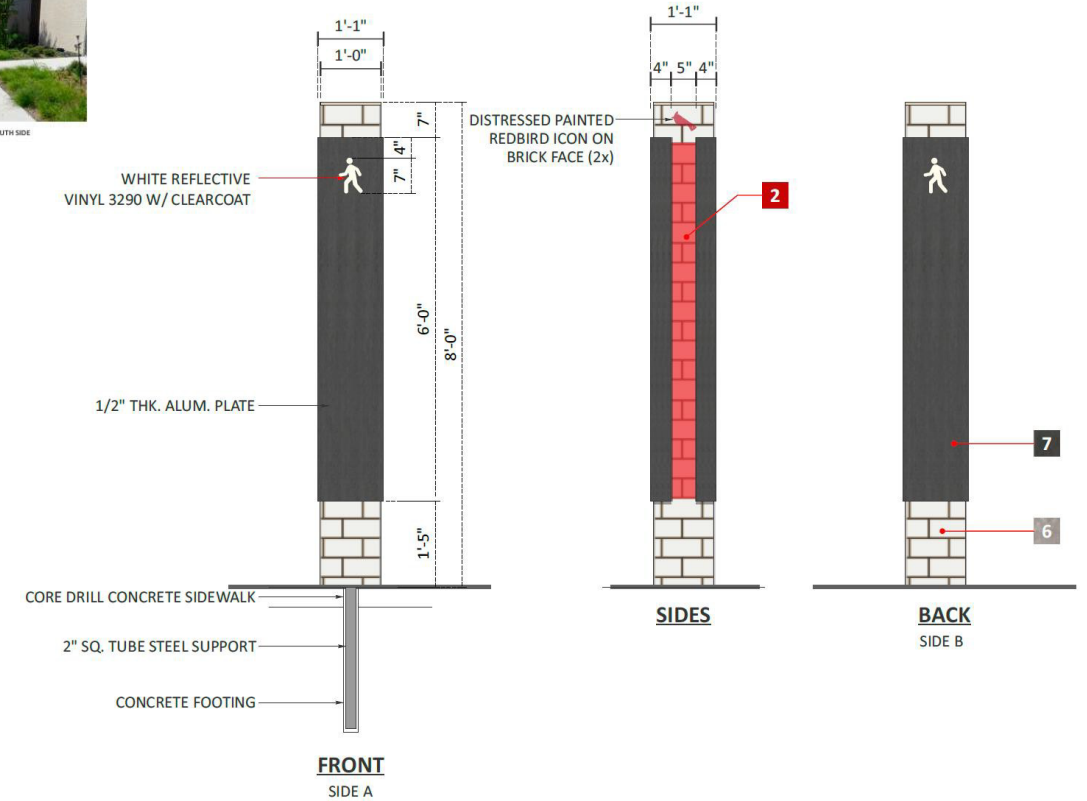 UTH SIDE
1'-1"
1'-0"
7"
4"
7"
6'-0"
8'-0"
1'-5"
WHITE REFLECTIVE
VINYL 3290 W/ CLEARCOAT
1/2" THK. ALUM. PLATE
CORE DRILL CONCRETE SIDEWALK
2" SQ. TUBE STEEL SUPPORT
CONCRETE FOOTING
FRONT
SIDE A
1'-1"
4" 5" 4"
DISTRESSED PAINTED
REDBIRD ICON ON
BRICK FACE (2x)
2
SIDES
7
6
BACK
SIDE B